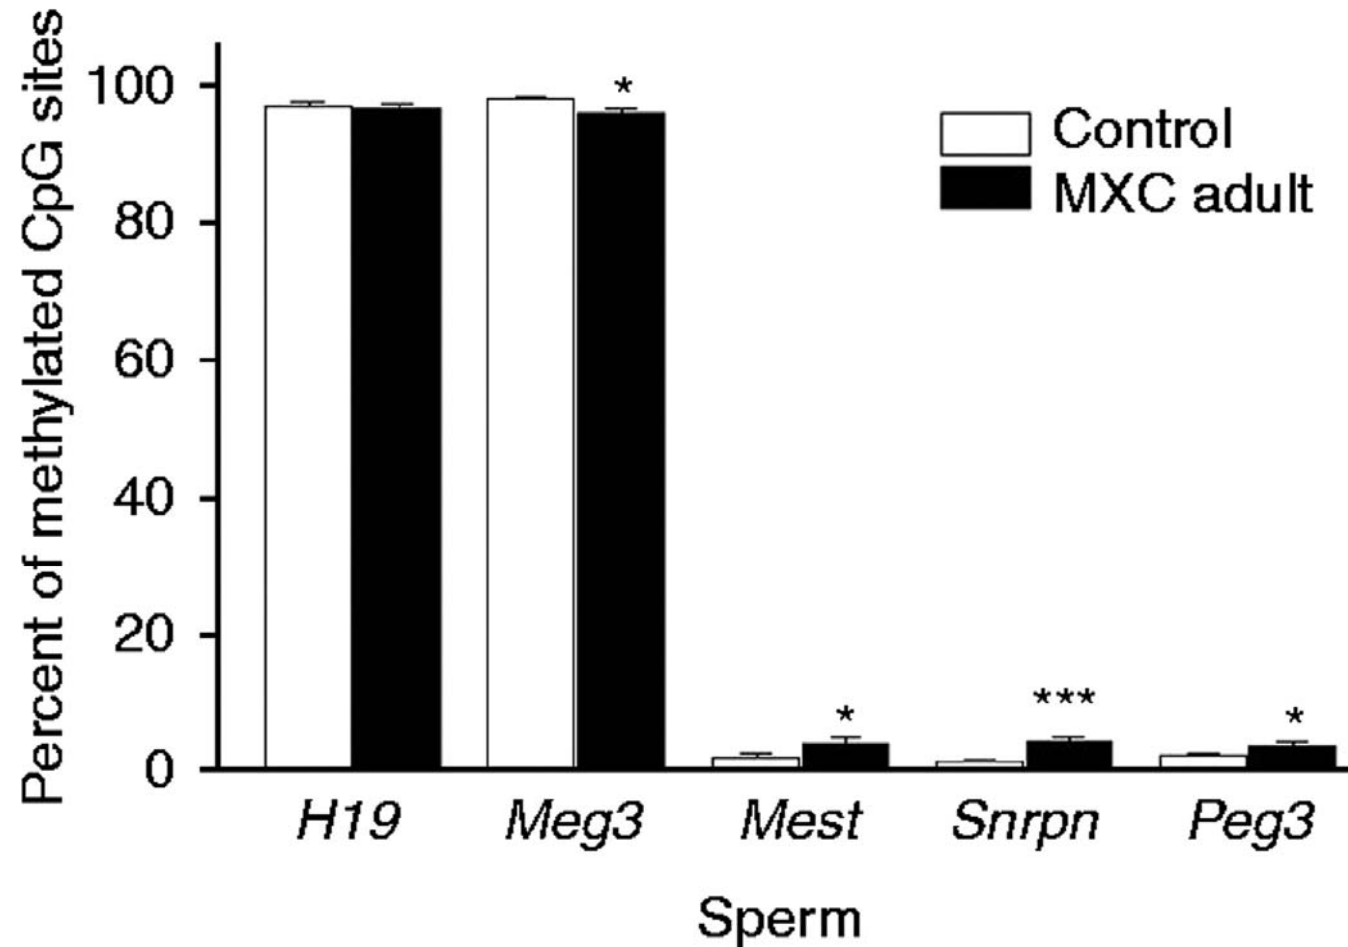 Percent of methylated CpG sites
100
80
60
40
20
0
*
*
***
*
Control
MXC adult
H19 Meg3 Mest Snrpn Peg3
Sperm